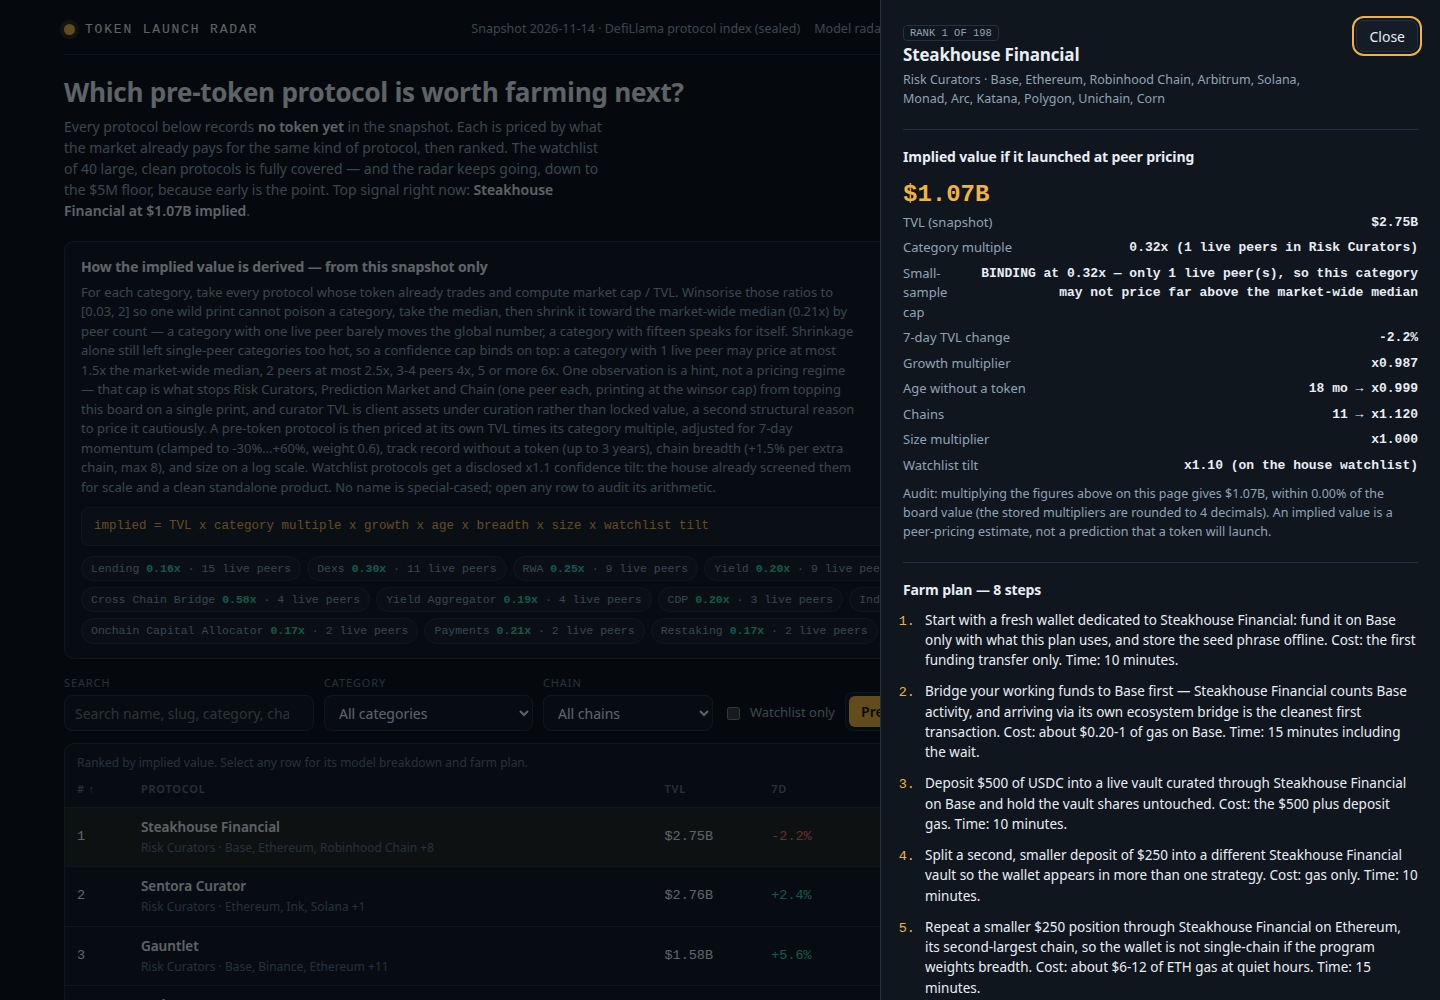 TOKEN LAUNCH RADAR
Snapshot 2026-11-14 · DefiLlama protocol index (sealed) Model rada
Which pre-token protocol is worth farming next?
Every protocol below records no token yet in the snapshot. Each is priced by what
the market already pays for the same kind of protocol, then ranked. The watchlist
of 40 large, clean protocols is fully covered — and the radar keeps going, down to
the $5M floor, because early is the point. Top signal right now: Steakhouse
Financial at $1.07B implied.
How the implied value is derived — from this snapshot only
For each category, take every protocol whose token already trades and compute market cap / TVL. Winsorise those ratios to
[0.03, 2] so one wild print cannot poison a category, take the median, then shrink it toward the market-wide median (0.21x) by
peer count — a category with one live peer barely moves the global number, a category with fifteen speaks for itself. Shrinkage
alone still left single-peer categories too hot, so a confidence cap binds on top: a category with 1 live peer may price at most
1.5x the market-wide median, 2 peers at most 2.5x, 3-4 peers 4x, 5 or more 6x. One observation is a hint, not a pricing regime
— that cap is what stops Risk Curators, Prediction Market and Chain (one peer each, printing at the winsor cap) from topping
this board on a single print, and curator TVL is client assets under curation rather than locked value, a second structural reason
to price it cautiously. A pre-token protocol is then priced at its own TVL times its category multiple, adjusted for 7-day
momentum (clamped to -30%...+60%, weight 0.6), track record without a token (up to 3 years), chain breadth (+1.5% per extra
chain, max 8), and size on a log scale. Watchlist protocols get a disclosed x1.1 confidence tilt: the house already screened them
for scale and a clean standalone product. No name is special-cased; open any row to audit its arithmetic.
implied = TVL x category multiple x growth x age x breadth x size x watchlist tilt
Lending 0.16x · 15 live peers Dexs 0.30x · 11 live peers RWA 0.25x · 9 live peers Yield 0.20x · 9 live pee
Cross Chain Bridge 0.58x · 4 live peers Yield Aggregator 0.19x · 4 live peers CDP 0.20x · 3 live peers Ind
Onchain Capital Allocator 0.17x · 2 live peers Payments 0.21x · 2 live peers Restaking 0.17x · 2 live peers
SEARCH CATEGORY CHAIN
Search name, slug, category, cha All categories All chains Watchlist only Pre
Ranked by implied value. Select any row for its model breakdown and farm plan.
# ↑ PROTOCOL TVL 7D
1 Steakhouse Financial $2.75B -2.2%
Risk Curators · Base, Ethereum, Robinhood Chain +8
2 Sentora Curator $2.76B +2.4%
Risk Curators · Ethereum, Ink, Solana +1
3 Gauntlet $1.58B +5.6%
Risk Curators · Base, Binance, Ethereum +11
RANK 1 OF 198
Close
Steakhouse Financial
Risk Curators · Base, Ethereum, Robinhood Chain, Arbitrum, Solana,
Monad, Arc, Katana, Polygon, Unichain, Corn
Implied value if it launched at peer pricing
$1.07B
TVL (snapshot) $2.75B
Category multiple 0.32x (1 live peers in Risk Curators)
Small-sample cap BINDING at 0.32x — only 1 live peer(s), so this category
may not price far above the market-wide median
7-day TVL change -2.2%
Growth multiplier x0.987
Age without a token 18 mo → x0.999
Chains 11 → x1.120
Size multiplier x1.000
Watchlist tilt x1.10 (on the house watchlist)
Audit: multiplying the figures above on this page gives $1.07B, within 0.00% of the
board value (the stored multipliers are rounded to 4 decimals). An implied value is a
peer-pricing estimate, not a prediction that a token will launch.
Farm plan — 8 steps
1. Start with a fresh wallet dedicated to Steakhouse Financial: fund it on Base
only with what this plan uses, and store the seed phrase offline. Cost: the first
funding transfer only. Time: 10 minutes.
2. Bridge your working funds to Base first — Steakhouse Financial counts Base
activity, and arriving via its own ecosystem bridge is the cleanest first
transaction. Cost: about $0.20-1 of gas on Base. Time: 15 minutes including
the wait.
3. Deposit $500 of USDC into a live vault curated through Steakhouse Financial
on Base and hold the vault shares untouched. Cost: the $500 plus deposit
gas. Time: 10 minutes.
4. Split a second, smaller deposit of $250 into a different Steakhouse Financial
vault so the wallet appears in more than one strategy. Cost: gas only. Time: 10
minutes.
5. Repeat a smaller $250 position through Steakhouse Financial on Ethereum,
its second-largest chain, so the wallet is not single-chain if the program
weights breadth. Cost: about $6-12 of ETH gas at quiet hours. Time: 15
minutes.